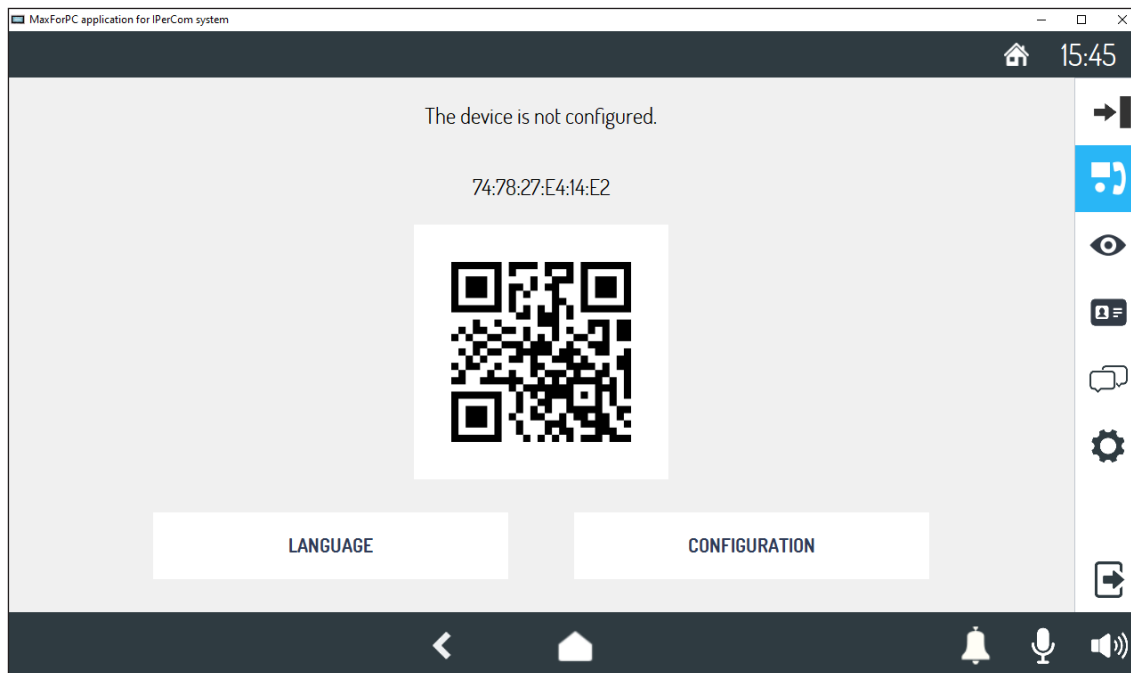 MaxForPC application for IPerCom system
15:45
The device is not configured.
74:78:27:E4:14:E2
LANGUAGE
CONFIGURATION